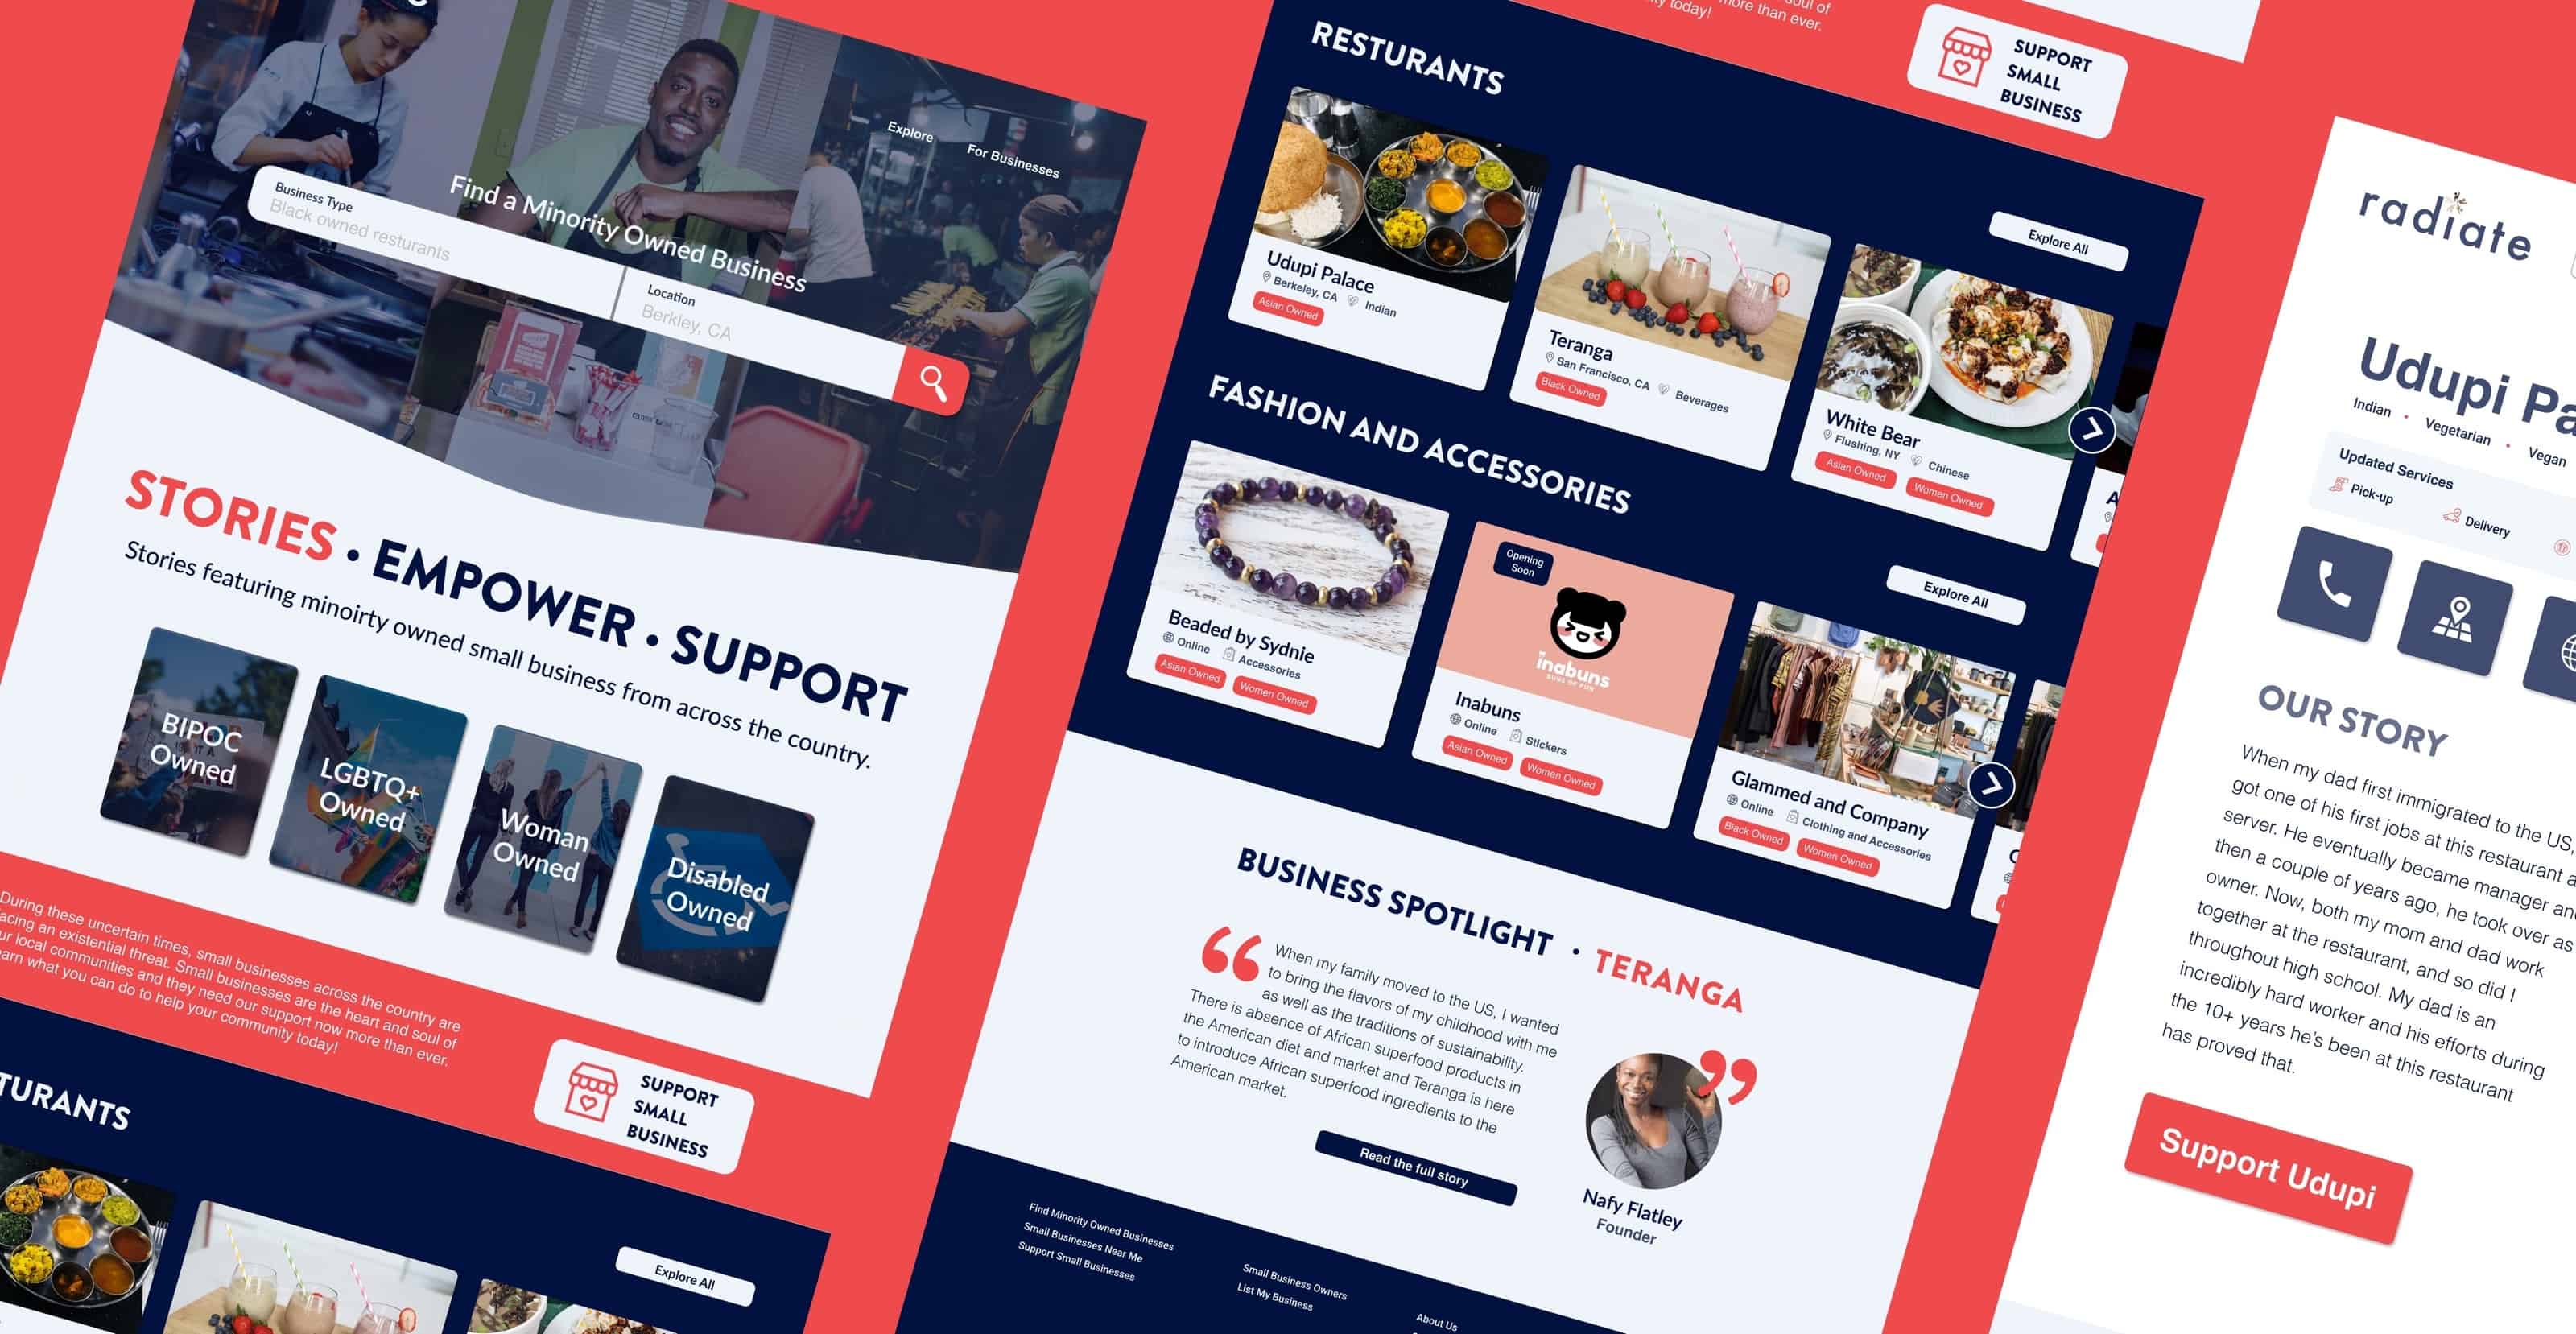 Explore
For Businesses
Find a Minority Owned Business
Business Type
Black owned resturants
Location
Berkley, CA
STORIES • EMPOWER • SUPPORT
Stories featuring minoirty owned small business from across the country.
BIPOC
Owned
LGBTQ+
Owned
Woman
Owned
Disabled
Owned
During these uncertain times, small businesses across the country are
facing an existential threat. Small businesses are the heart and soul of
our local communities and they need our support now more than ever.
earn what you can do to help your community today!
SUPPORT
SMALL
BUSINESS
TURANTS
Explore All
soul of
more than ever.
ty today!
SUPPORT
SMALL
BUSINESS
RESTURANTS
Explore All
Udupi Palace
Berkeley, CA Indian
Asian Owned
Teranga
San Francisco, CA Beverages
Black Owned
White Bear
Flushing, NY Chinese
Asian Owned Women Owned
A
FASHION AND ACCESSORIES
Explore All
Beaded by Sydnie
Online Accessories
Asian Owned Women Owned
Opening
Soon
inabuns
BUNS OF FUN
Inabuns
Online Stickers
Asian Owned Women Owned
Glammed and Company
Online Clothing and Accessories
Black Owned Women Owned
BUSINESS SPOTLIGHT • TERANGA
“ When my family moved to the US, I wanted
to bring the flavors of my childhood with me
as well as the traditions of sustainability.
There is absence of African superfood products in
the American diet and market and Teranga is here
to introduce African superfood ingredients to the
American market. ”
Read the full story
Nafy Flatley
Founder
Find Minority Owned Businesses
Small Businesses Near Me
Support Small Businesses
Small Business Owners
List My Business
About Us
radiate
Udupi Pa
Indian • Vegetarian • Vegan
Updated Services
Pick-up
Delivery
OUR STORY
When my dad first immigrated to the US,
got one of his first jobs at this restaurant a
server. He eventually became manager and
then a couple of years ago, he took over as
owner. Now, both my mom and dad work
together at the restaurant, and so did I
throughout high school. My dad is an
incredibly hard worker and his efforts during
the 10+ years he's been at this restaurant
has proved that.
Support Udupi